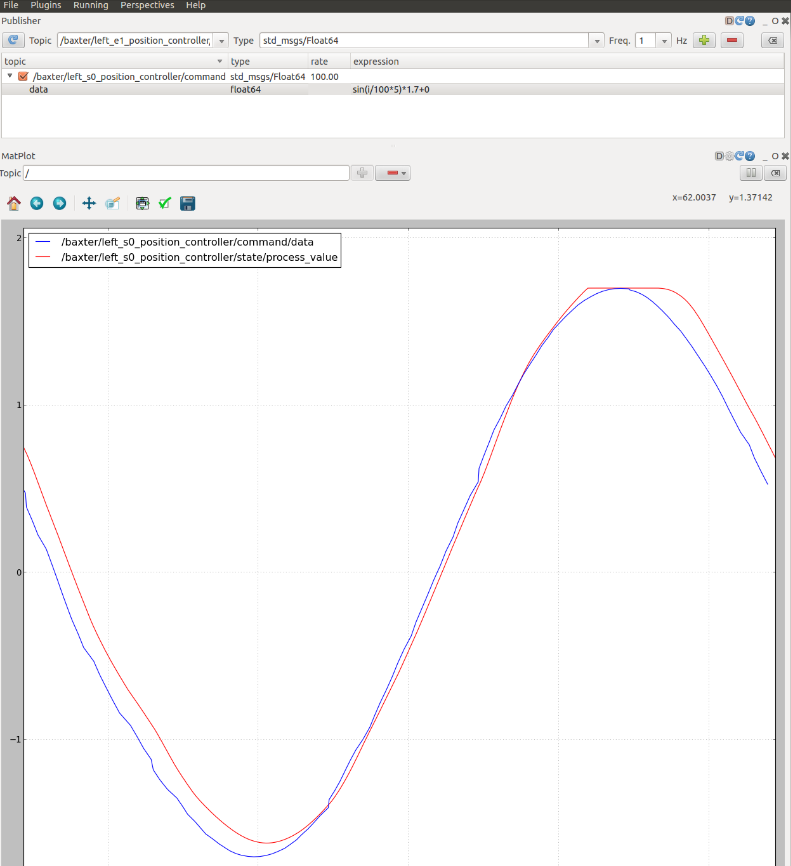 File Plugins Running Perspectives Help
Publisher D C ? _ O ✖
Topic /baxter/left_e1_position_controller, Type std_msgs/Float64 Freq. 1 Hz
topic type rate expression
/baxter/left_s0_position_controller/command std_msgs/Float64 100.00
data float64 sin(i/100*5)*1.7+0
MatPlot D C ? _ O ✖
Topic /
x=62.0037 y=1.37142
/baxter/left_s0_position_controller/command/data
/baxter/left_s0_position_controller/state/process_value
2
1
0
−1